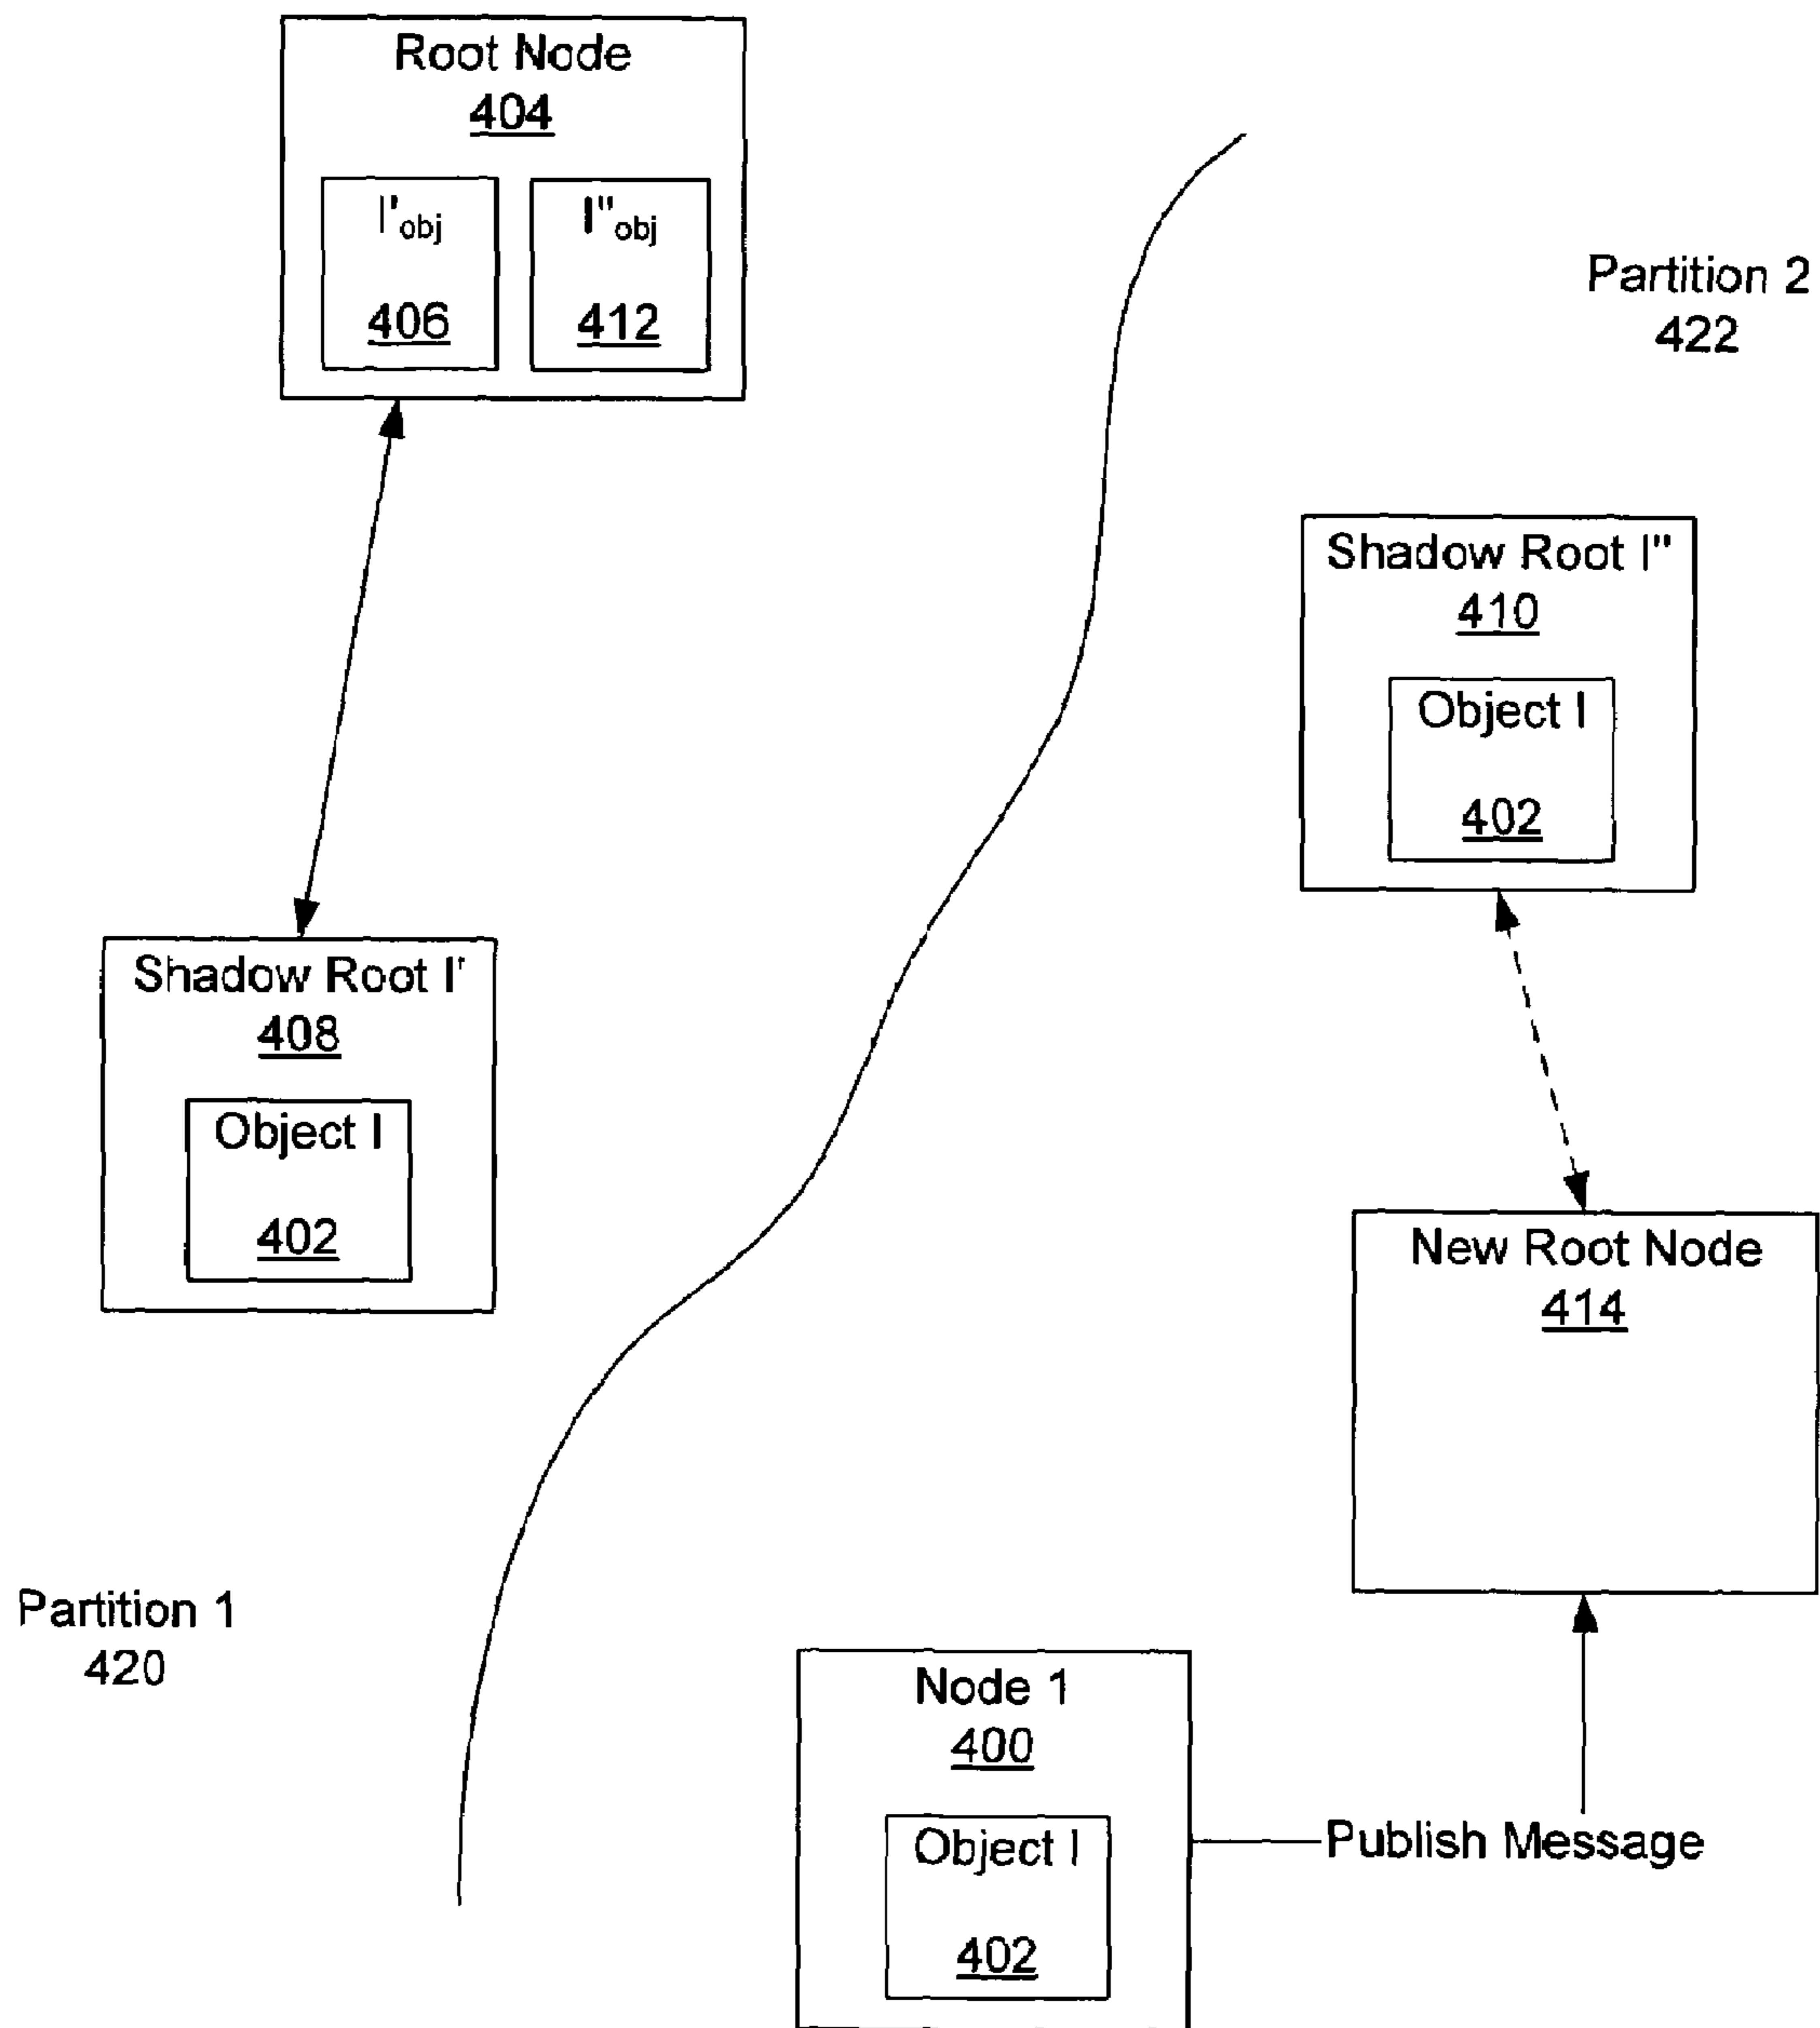 Root Node
404
I'obj
406
I''obj
412
Partition 2
422
Shadow Root I''
410
Object I
402
Shadow Root I'
408
Object I
402
New Root Node
414
Partition 1
420
Node 1
400
Object I
402
Publish Message